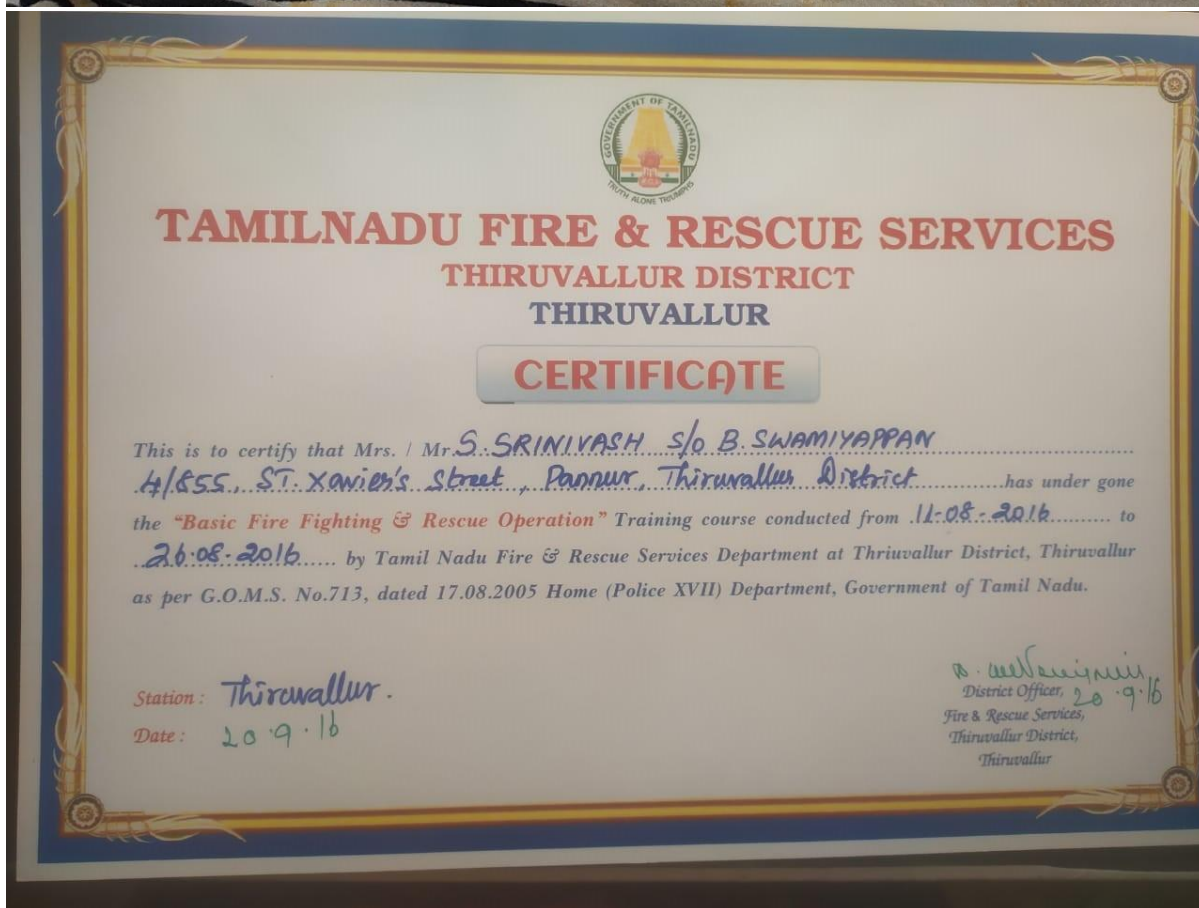 GOVERNMENT OF TAMILNADU
TRUTH ALONE TRIUMPHS
TAMILNADU FIRE & RESCUE SERVICES
THIRUVALLUR DISTRICT
THIRUVALLUR
CERTIFICATE
This is to certify that Mrs. / Mr. S. SRINIVASH S/o B. SWAMIYAPPAN
4/855, ST. Xavier's Street, Pannur, Thiruvallur District has under gone
the "Basic Fire Fighting & Rescue Operation" Training course conducted from 11-08-2016 to
26-08-2016 by Tamil Nadu Fire & Rescue Services Department at Thriuvallur District, Thiruvallur
as per G.O.M.S. No.713, dated 17.08.2005 Home (Police XVII) Department, Government of Tamil Nadu.
Station : Thiruvallur.
Date : 20.9.16
District Officer, 20.9.16
Fire & Rescue Services,
Thiruvallur District,
Thiruvallur